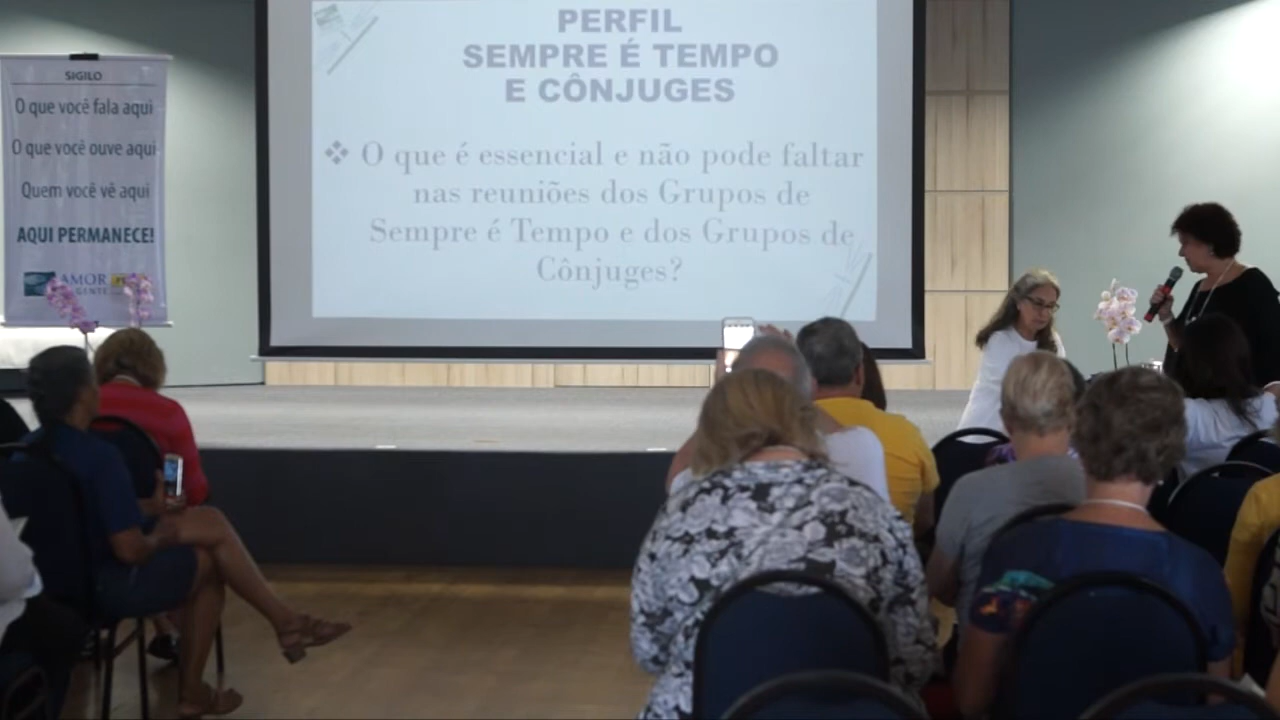 SIGILO
O que você fala aqui
O que você ouve aqui
Quem você vê aqui
AQUI PERMANECE!
AMOR
PERFIL
SEMPRE É TEMPO
E CÔNJUGES
❖ O que é essencial e não pode faltar
nas reuniões dos Grupos de
Sempre é Tempo e dos Grupos de
Cônjuges?